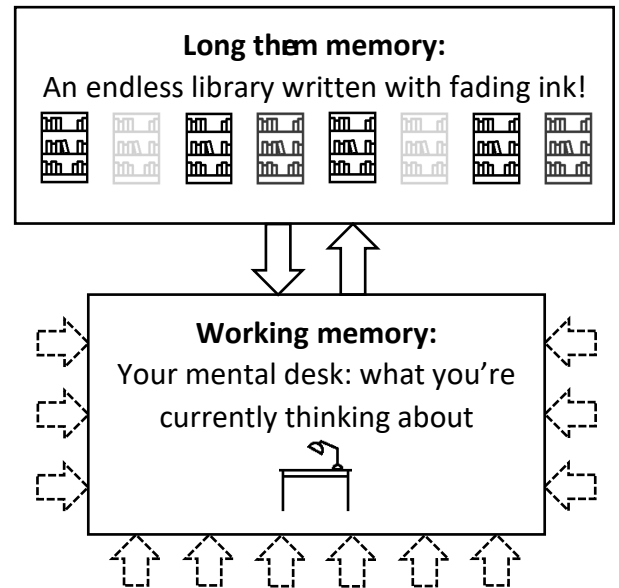 Long therm memory:
An endless library written with fading ink!
Working memory:
Your mental desk: what you're
currently thinking about